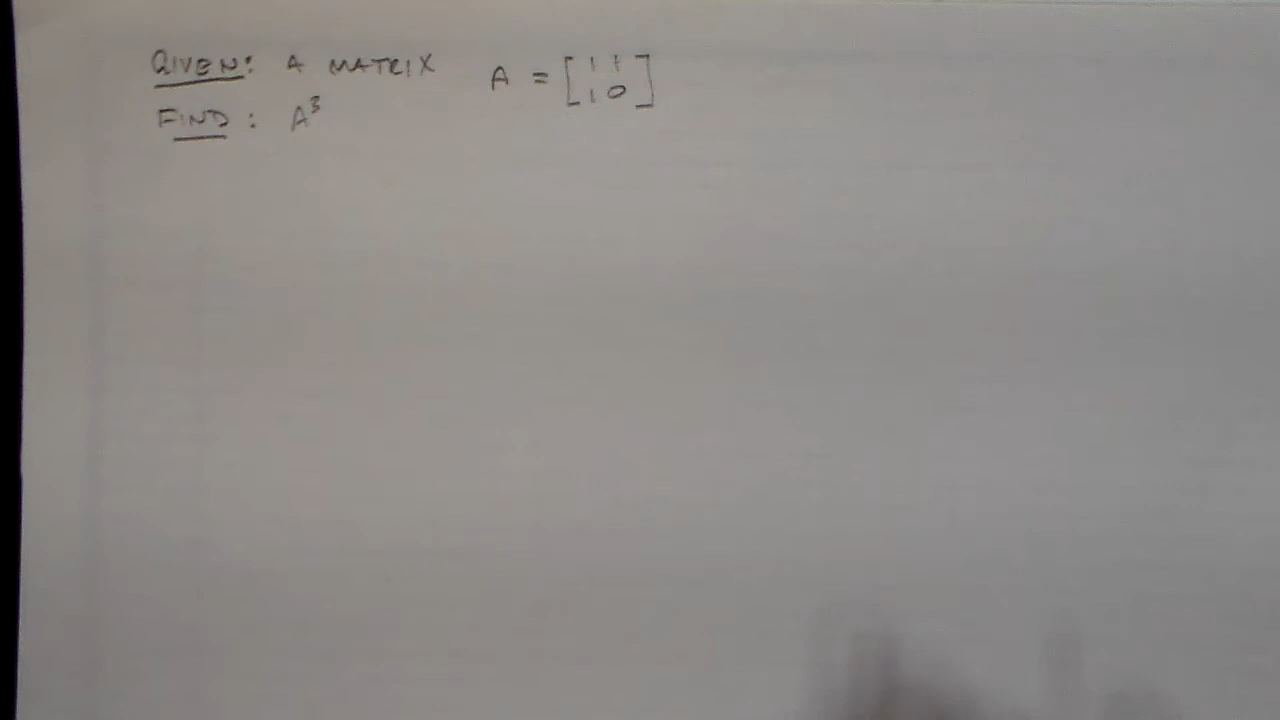 GIVEN: A MATRIX A = [1 1
1 0]
FIND: A³